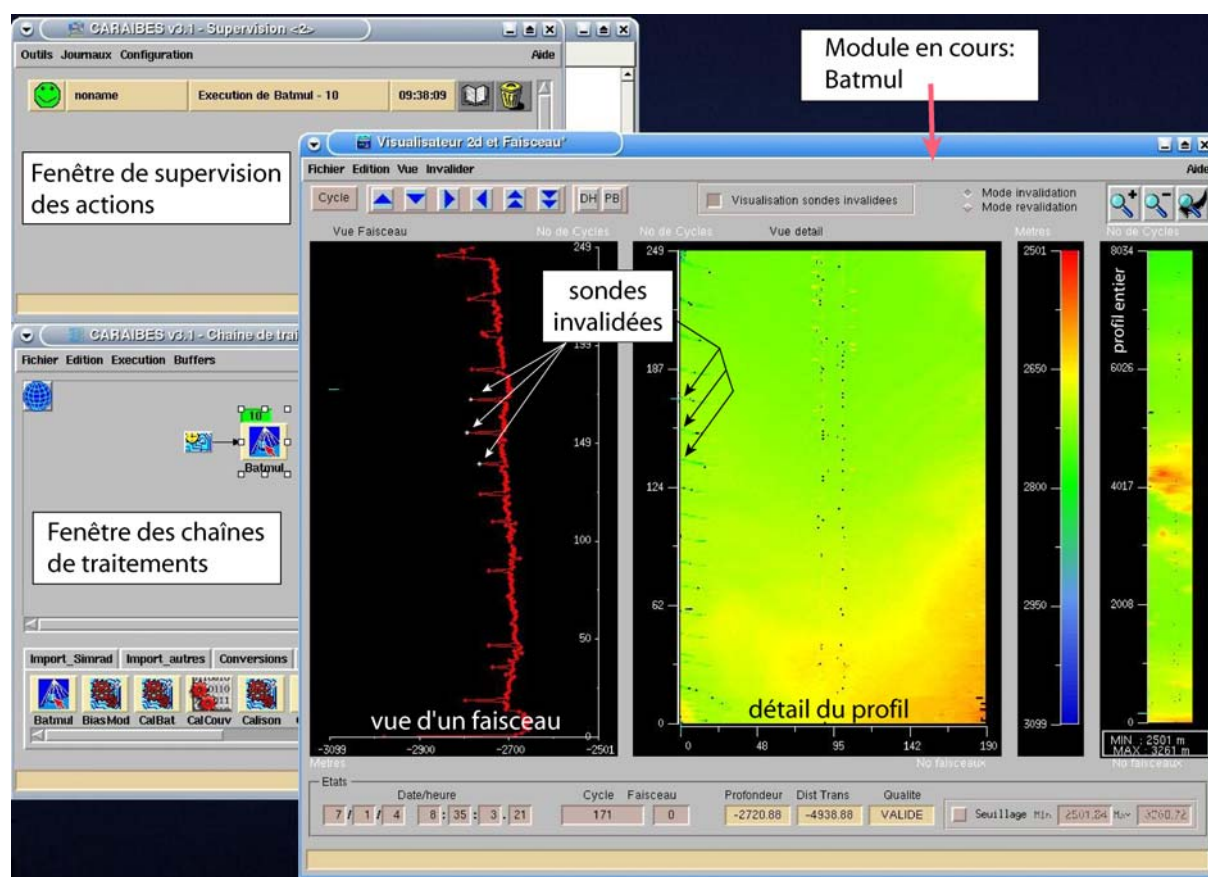 CARAIBES v3.1 - Supervision <2>
Outils Journaux Configuration Aide
noname Execution de Batmul - 10 09:38:09
Fenêtre de supervision
des actions
Module en cours:
Batmul
Visualisateur 2d et Faisceau*
Fichier Edition Vue Invalider Aide
Cycle DH PB
Visualisation sondes invalidees
Mode invalidation
Mode revalidation
Vue Faisceau No de Cycles
No de Cycles Vue detail
Metres
No de Cycles
249
199
149
100
50
0
-3099 -2900 -2700 -2501
Metres
sondes
invalidées
vue d'un faisceau
249
187
124
62
0
0 48 95 142 190
No faisceaux
détail du profil
2501
2650
2800
2950
3099
8034
6026
4017
2008
0
profil entier
MIN : 2501 m
MAX : 3261 m
No faisceaux
CARAIBES v3.1 - Chaine de trai
Fichier Edition Execution Buffers
10
Batmul
Fenêtre des chaînes
de traitements
Import_Simrad Import_autres Conversions
Batmul BiasMod CalBat CalCouv Calison
Etats
Date/heure Cycle Faisceau Profondeur Dist Trans Qualite
7 / 1 / 4 8 : 35 : 3 . 21 171 0 -2720.88 -4938.88 VALIDE
Seuillage Min 2501.84 Max 3260.72